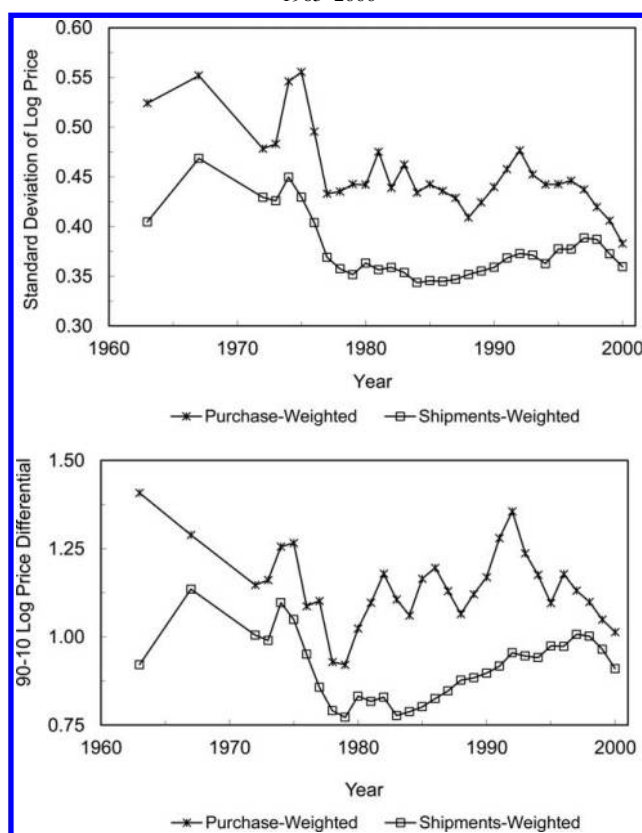 1963–2000
0.60
0.55
0.50
0.45
0.40
0.35
0.30
Standard Deviation of Log Price
1960 1970 1980 1990 2000
Year
Purchase-Weighted Shipments-Weighted
1.50
1.25
1.00
0.75
90-10 Log Price Differential
1960 1970 1980 1990 2000
Year
Purchase-Weighted Shipments-Weighted